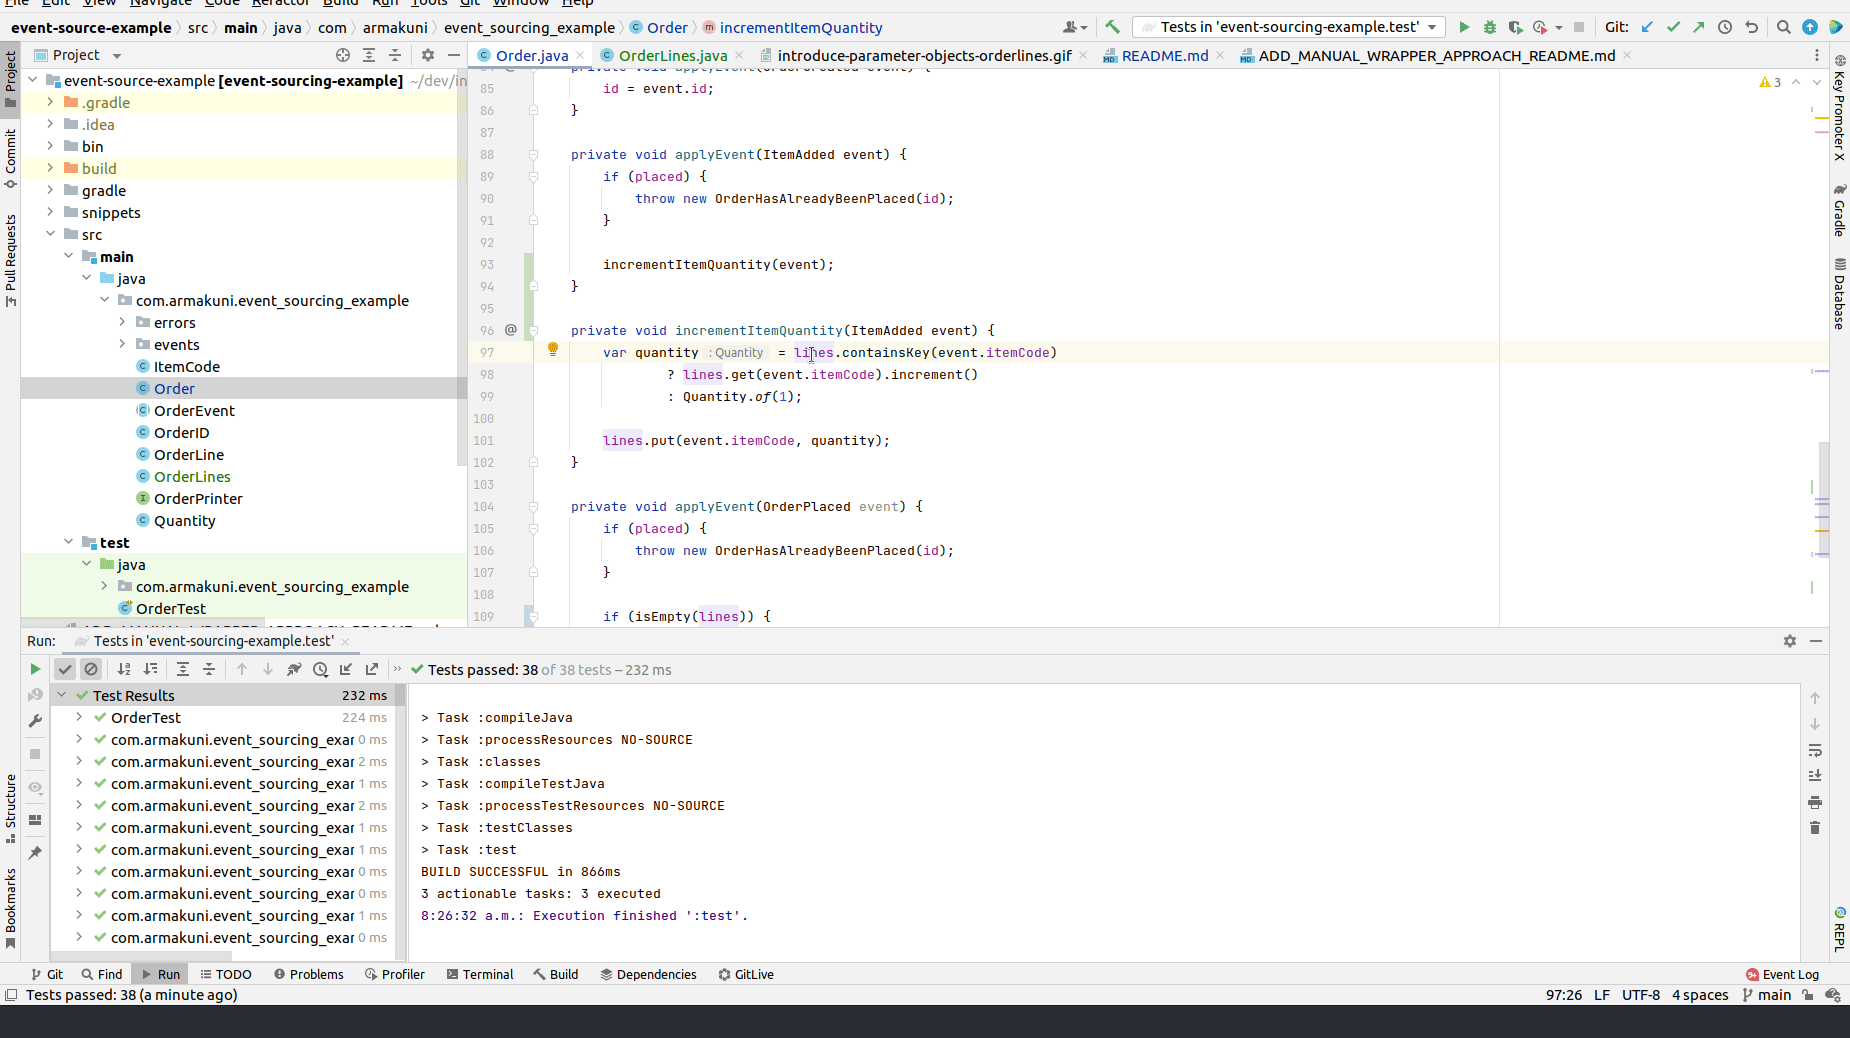 File Edit View Navigate Code Refactor Build Run Tools Git Window Help
event-source-example src main java com armakuni event_sourcing_example Order incrementItemQuantity
Tests in 'event-sourcing-example.test'
Git:
Project
Order.java OrderLines.java introduce-parameter-objects-orderlines.gif README.md ADD_MANUAL_WRAPPER_APPROACH_README.md
event-source-example [event-sourcing-example] ~/dev/in
.gradle
.idea
bin
build
gradle
snippets
src
main
java
com.armakuni.event_sourcing_example
errors
events
ItemCode
Order
OrderEvent
OrderID
OrderLine
OrderLines
OrderPrinter
Quantity
test
java
com.armakuni.event_sourcing_example
OrderTest
3
85 id = event.id;
86 }
87
88 private void applyEvent(ItemAdded event) {
89 if (placed) {
90 throw new OrderHasAlreadyBeenPlaced(id);
91 }
92
93 incrementItemQuantity(event);
94 }
95
96 @ private void incrementItemQuantity(ItemAdded event) {
97 var quantity : Quantity = lines.containsKey(event.itemCode)
98 ? lines.get(event.itemCode).increment()
99 : Quantity.of(1);
100
101 lines.put(event.itemCode, quantity);
102 }
103
104 private void applyEvent(OrderPlaced event) {
105 if (placed) {
106 throw new OrderHasAlreadyBeenPlaced(id);
107 }
108
109 if (isEmpty(lines)) {
Project
Commit
Pull Requests
Structure
Bookmarks
Key Promoter X
Gradle
Database
REPL
Run: Tests in 'event-sourcing-example.test'
Tests passed: 38 of 38 tests – 232 ms
Test Results 232 ms
OrderTest 224 ms
com.armakuni.event_sourcing_exar 0 ms
com.armakuni.event_sourcing_exar 2 ms
com.armakuni.event_sourcing_exar 1 ms
com.armakuni.event_sourcing_exar 2 ms
com.armakuni.event_sourcing_exar 1 ms
com.armakuni.event_sourcing_exar 1 ms
com.armakuni.event_sourcing_exar 0 ms
com.armakuni.event_sourcing_exar 0 ms
com.armakuni.event_sourcing_exar 1 ms
com.armakuni.event_sourcing_exar 0 ms
> Task :compileJava
> Task :processResources NO-SOURCE
> Task :classes
> Task :compileTestJava
> Task :processTestResources NO-SOURCE
> Task :testClasses
> Task :test
BUILD SUCCESSFUL in 866ms
3 actionable tasks: 3 executed
8:26:32 a.m.: Execution finished ':test'.
Git Find Run TODO Problems Profiler Terminal Build Dependencies GitLive Event Log
Tests passed: 38 (a minute ago)
97:26 LF UTF-8 4 spaces main